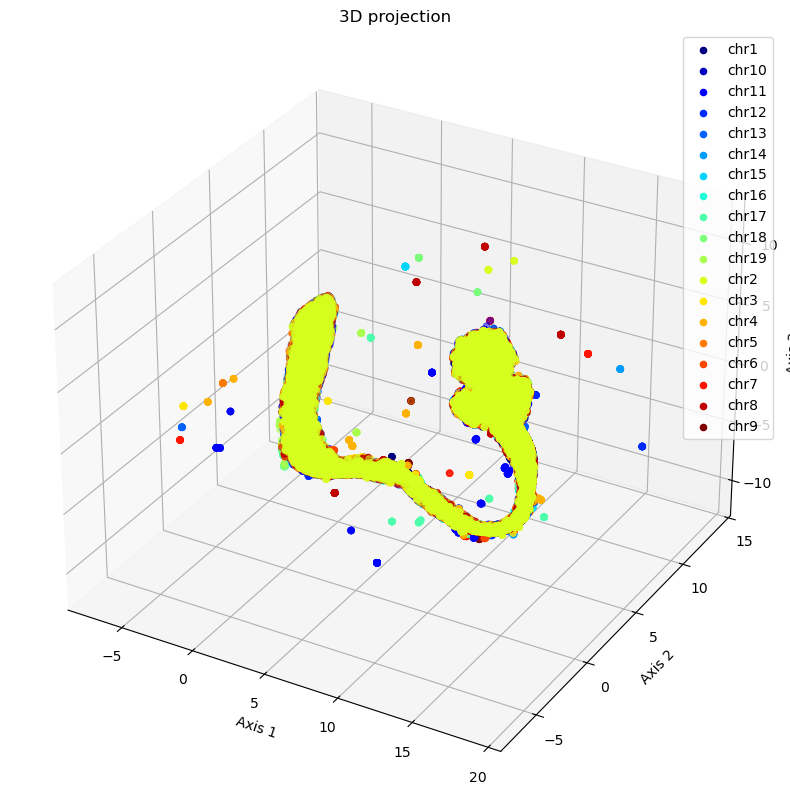 3D projection
chr1
chr10
chr11
chr12
chr13
chr14
chr15
chr16
chr17
chr18
chr19
chr2
chr3
chr4
chr5
chr6
chr7
chr8
chr9
10
5
0
−5
−10
15
10
5
0
−5
Axis 2
−5
0
5
10
15
20
Axis 1